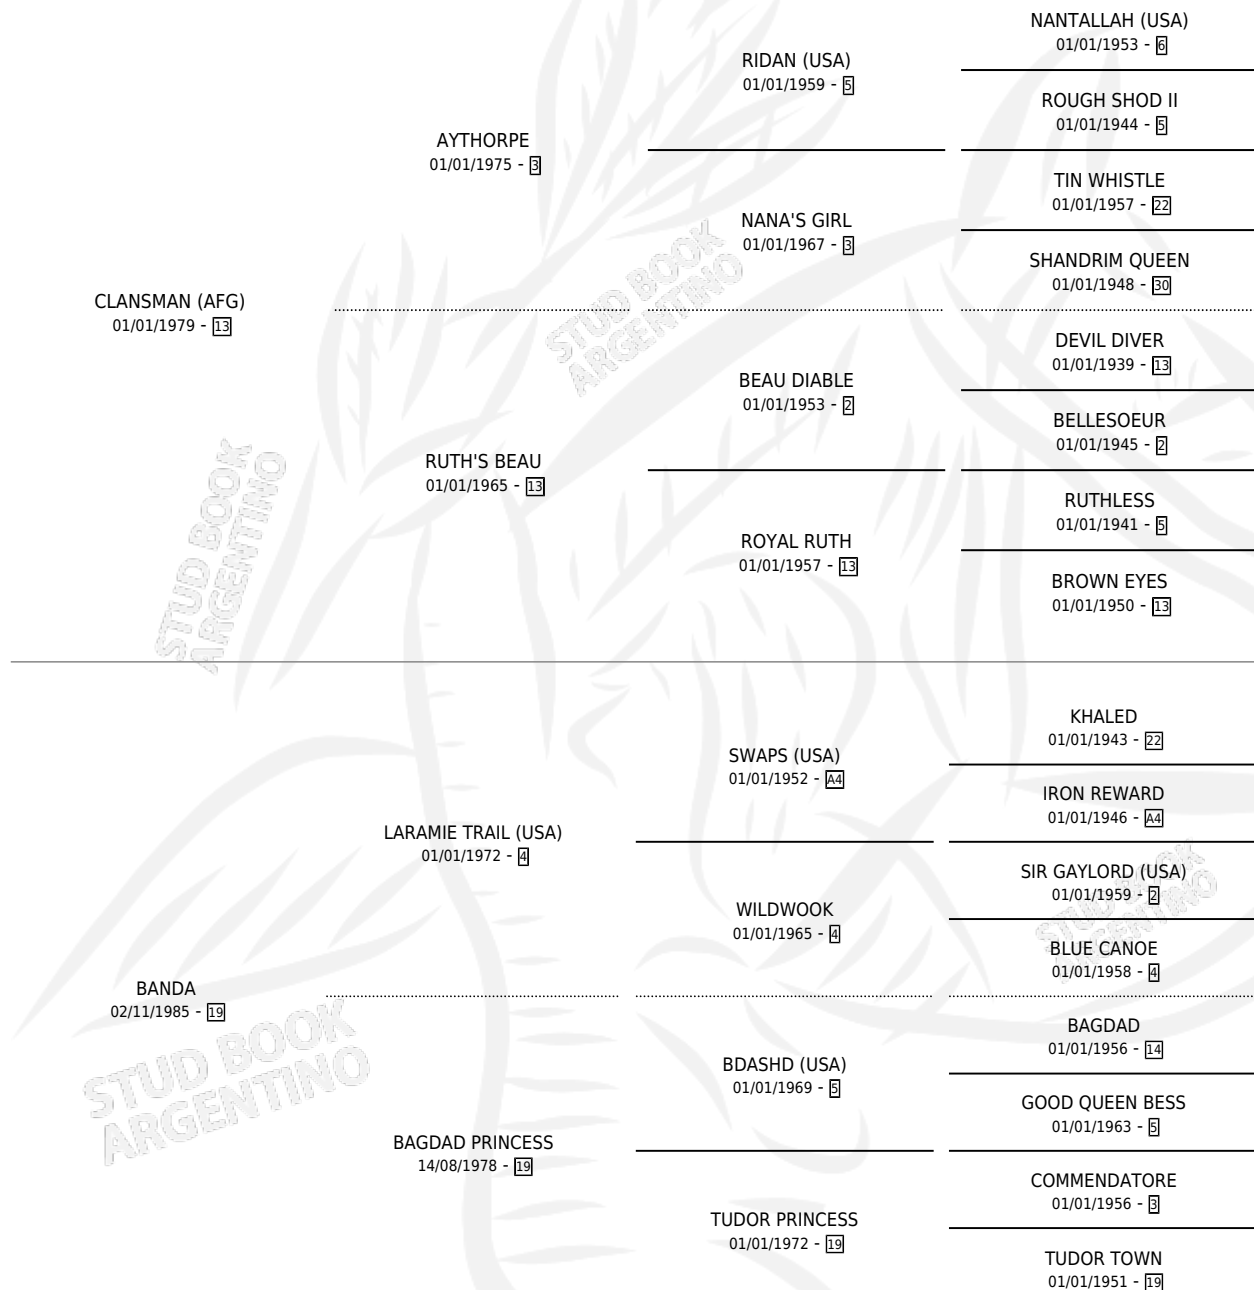 NANTALLAH (USA)
01/01/1953 - 6
RIDAN (USA)
01/01/1959 - 5
ROUGH SHOD II
01/01/1944 - 5
AYTHORPE
01/01/1975 - 3
TIN WHISTLE
01/01/1957 - 22
NANA'S GIRL
01/01/1967 - 3
SHANDRIM QUEEN
01/01/1948 - 30
CLANSMAN (AFG)
01/01/1979 - 13
STUD BOOK
ARGENTINO
DEVIL DIVER
01/01/1939 - 13
BEAU DIABLE
01/01/1953 - 2
BELLESOEUR
01/01/1945 - 2
RUTH'S BEAU
01/01/1965 - 13
RUTHLESS
01/01/1941 - 5
ROYAL RUTH
01/01/1957 - 13
BROWN EYES
01/01/1950 - 13
STUD BOOK
ARGENTINO
KHALED
01/01/1943 - 22
SWAPS (USA)
01/01/1952 - A4
IRON REWARD
01/01/1946 - A4
LARAMIE TRAIL (USA)
01/01/1972 - 4
SIR GAYLORD (USA)
01/01/1959 - 2
WILDWOOK
01/01/1965 - 4
STUD BOOK
ARGENTINO
BLUE CANOE
01/01/1958 - 4
BANDA
02/11/1985 - 19
STUD BOOK
ARGENTINO
BAGDAD
01/01/1956 - 14
BDASHD (USA)
01/01/1969 - 5
GOOD QUEEN BESS
01/01/1963 - 5
BAGDAD PRINCESS
14/08/1978 - 19
COMMENDATORE
01/01/1956 - 3
TUDOR PRINCESS
01/01/1972 - 19
TUDOR TOWN
01/01/1951 - 19